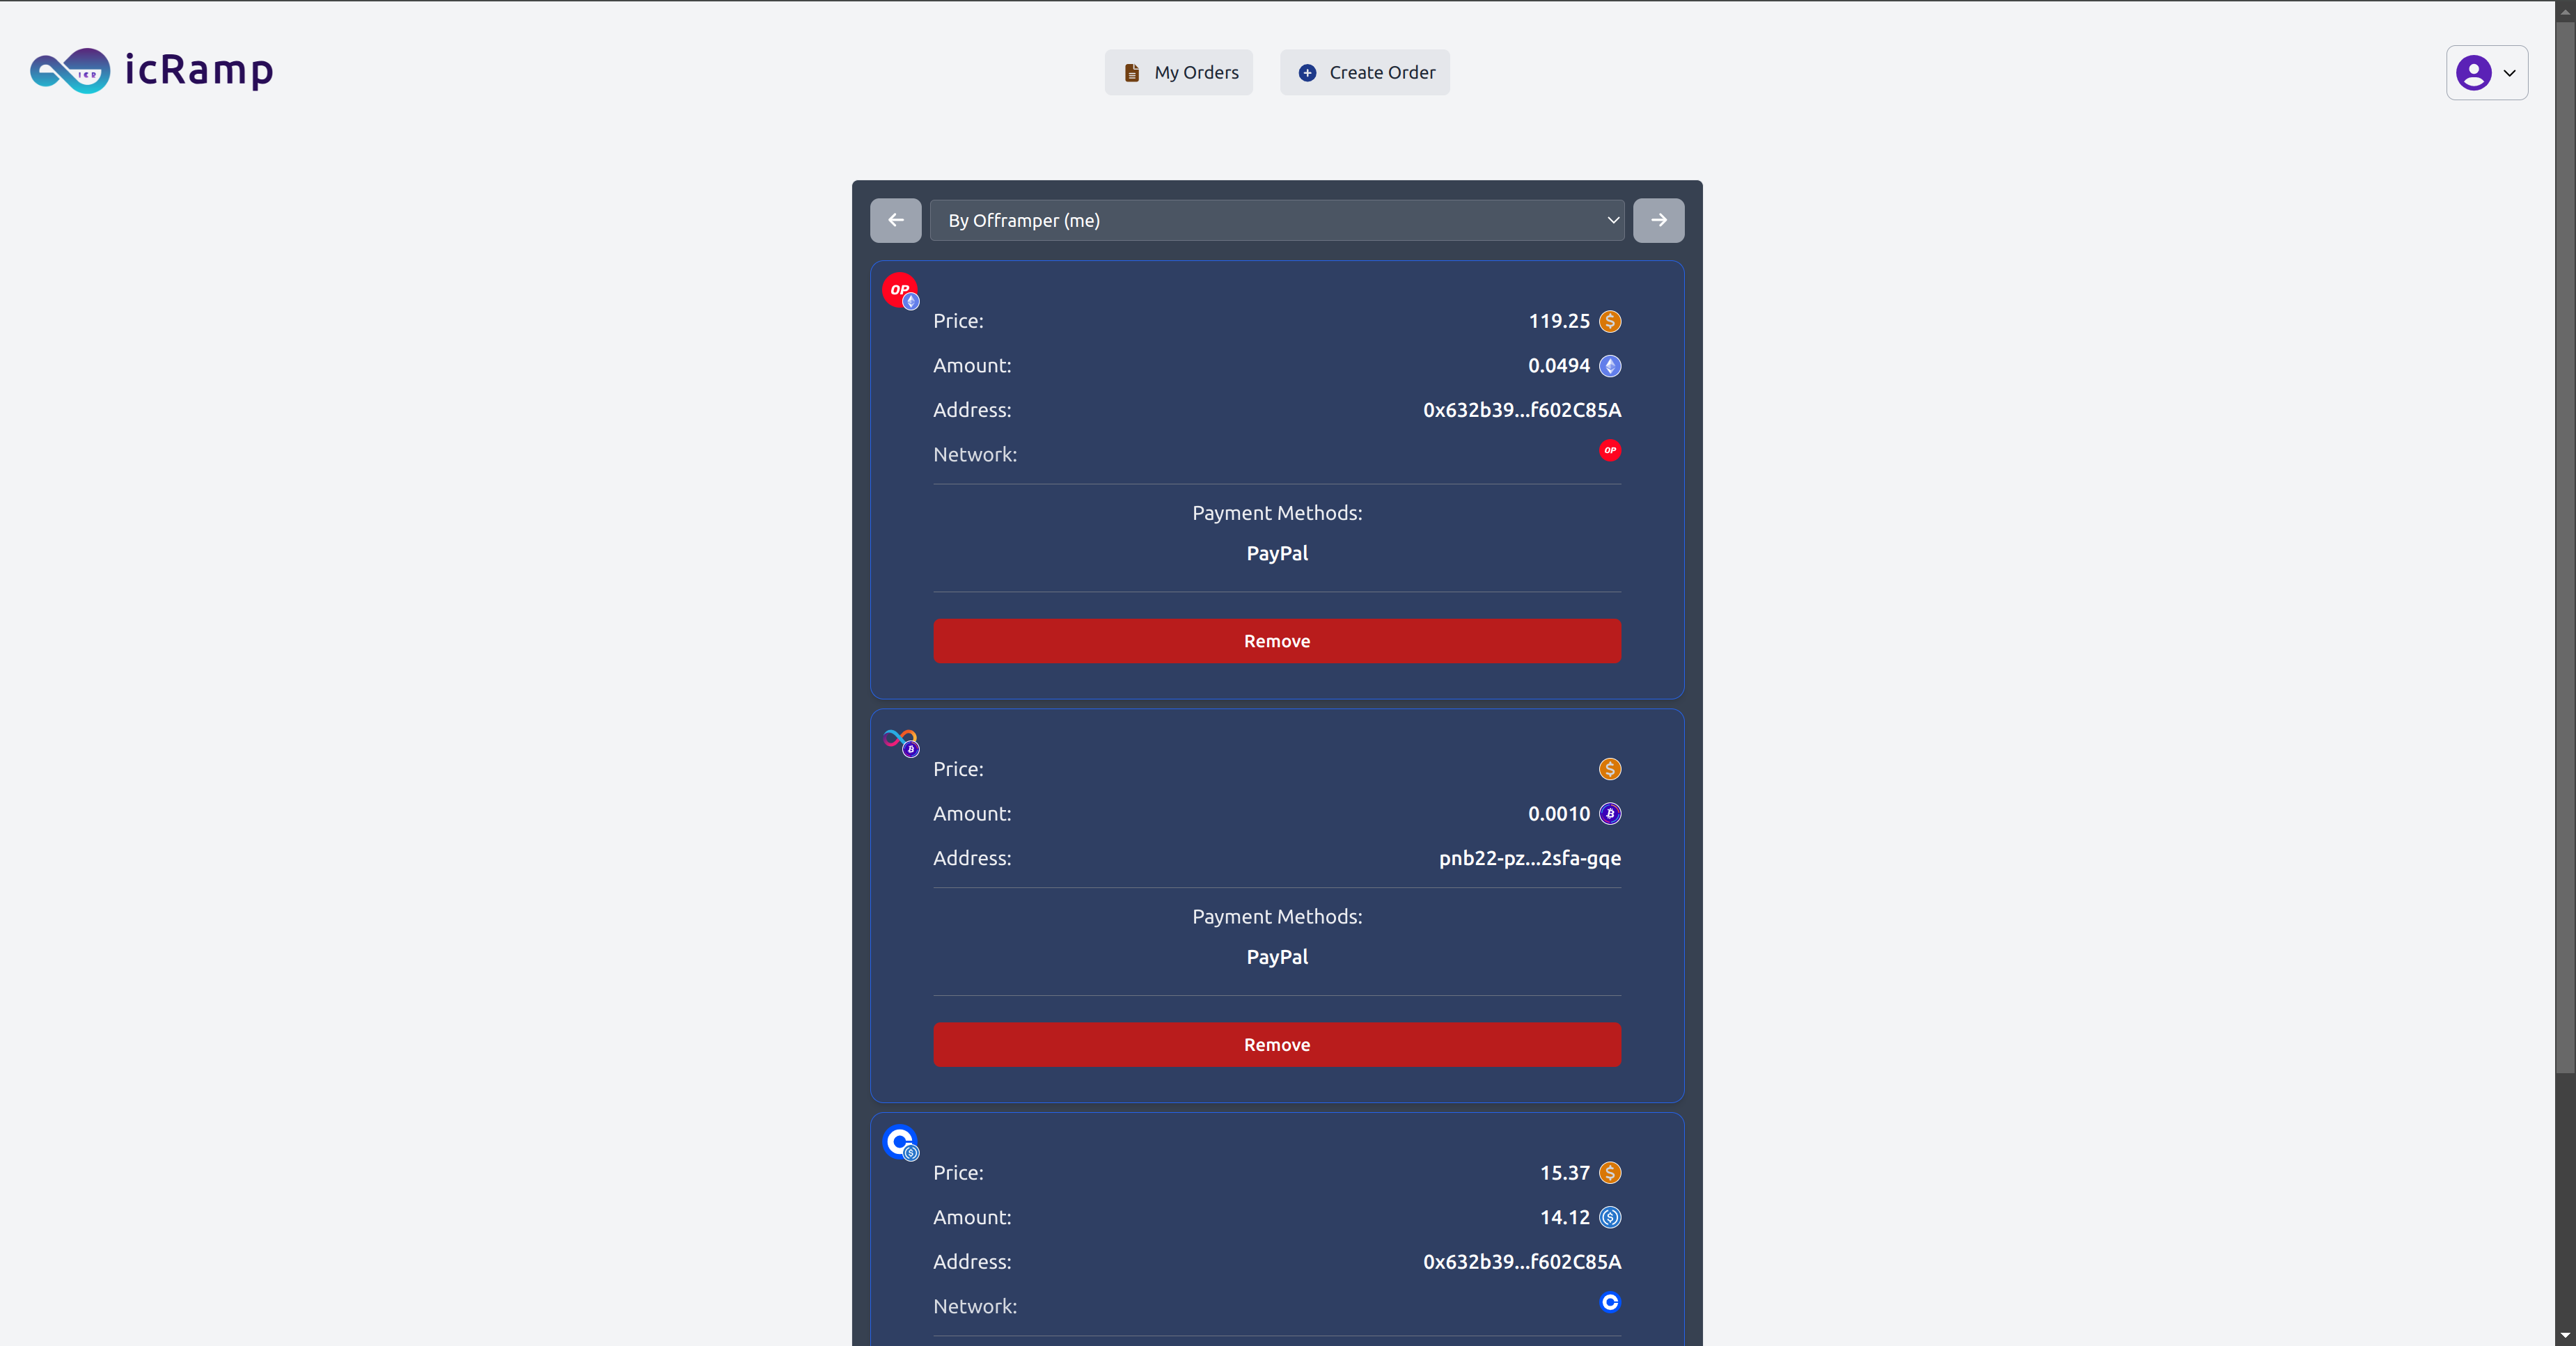 icRamp
My Orders
Create Order
By Offramper (me)
OP
Price: 119.25
Amount: 0.0494
Address: 0x632b39...f602C85A
Network: OP
Payment Methods:
PayPal
Remove
Price:
Amount: 0.0010
Address: pnb22-pz...2sfa-gqe
Payment Methods:
PayPal
Remove
Price: 15.37
Amount: 14.12
Address: 0x632b39...f602C85A
Network: